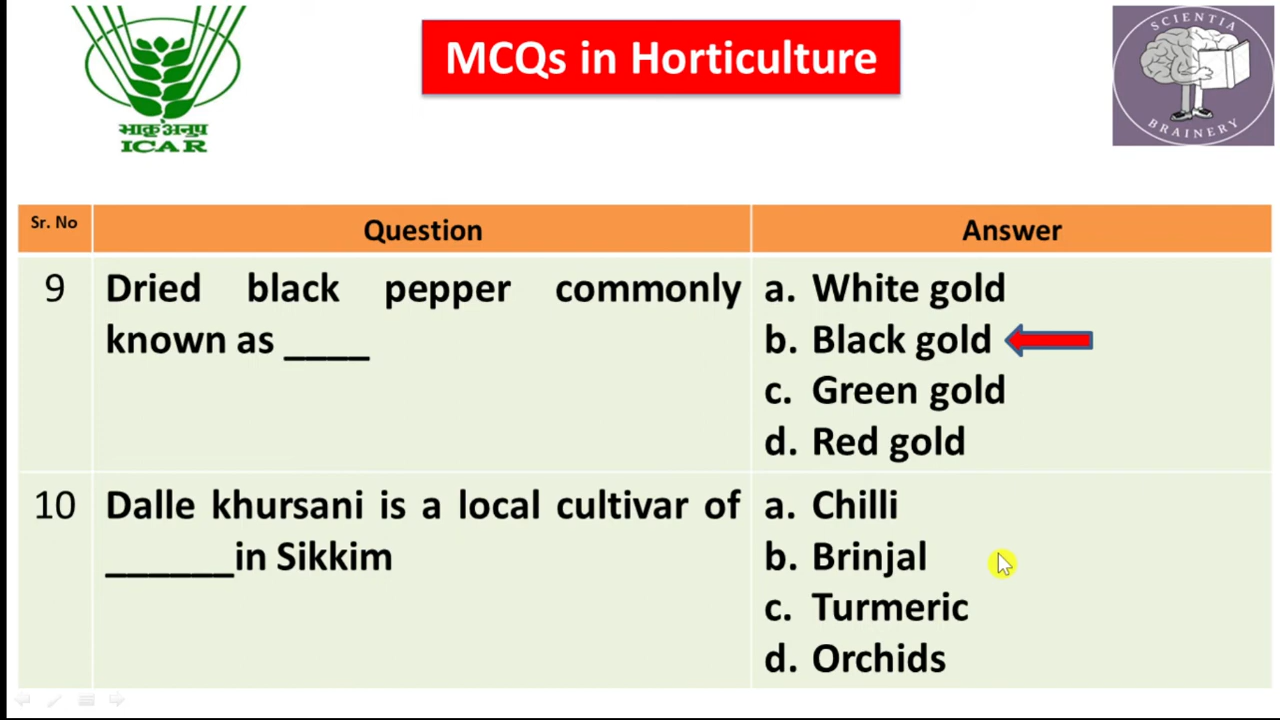 भाकृअनुप
ICAR
MCQs in Horticulture
SCIENTIA
BRAINERY
Sr. No
Question
Answer
9
Dried black pepper commonly
known as ____
a. White gold
b. Black gold
c. Green gold
d. Red gold
10
Dalle khursani is a local cultivar of
______in Sikkim
a. Chilli
b. Brinjal
c. Turmeric
d. Orchids